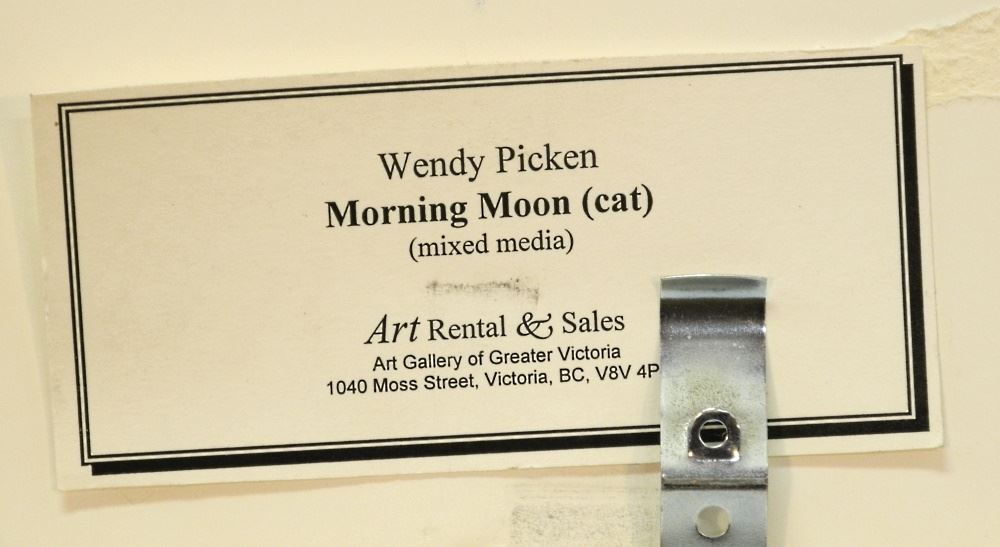 Wendy Picken
Morning Moon (cat)
(mixed media)
Art Rental & Sales
Art Gallery of Greater Victoria
1040 Moss Street, Victoria, BC, V8V